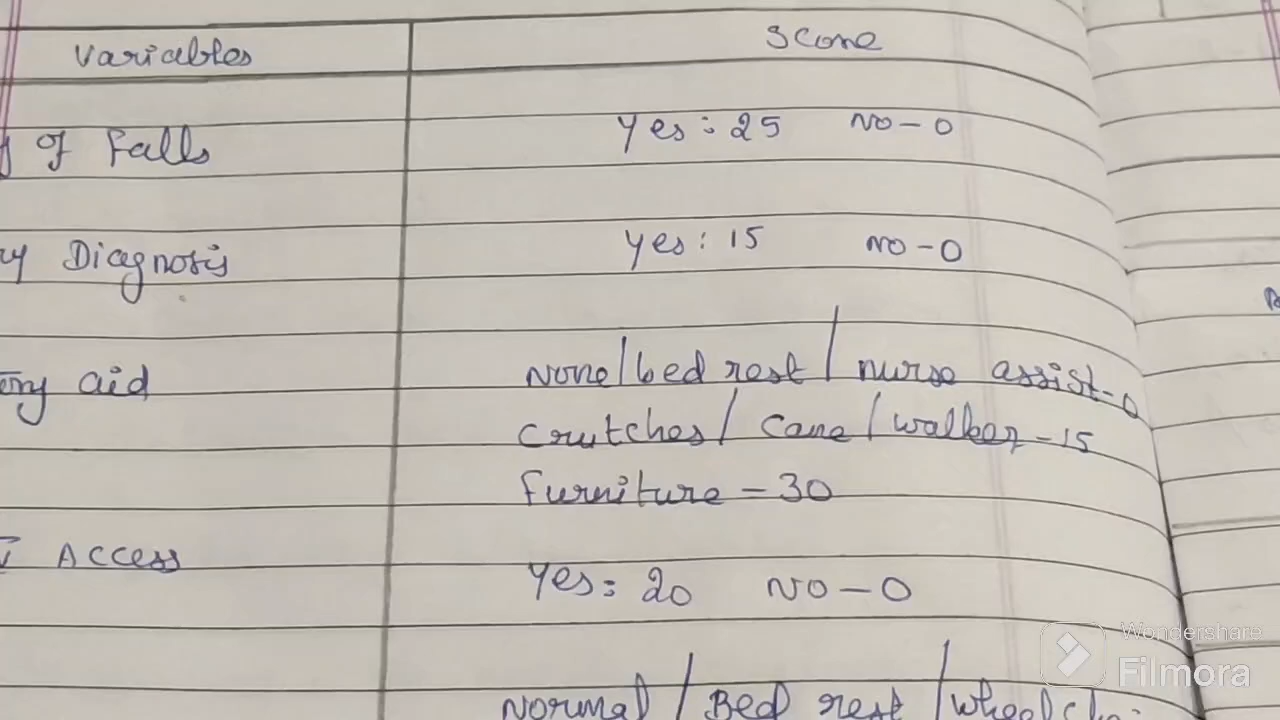 Variables Score
of Falls Yes: 25 No-0
Diagnosis Yes: 15 No-0
aid None/bed rest/nurse assist-0
crutches/cane/walker-15
Furniture-30
Access Yes: 20 No-0
Normal/Bed rest/
Wondershare
Filmora